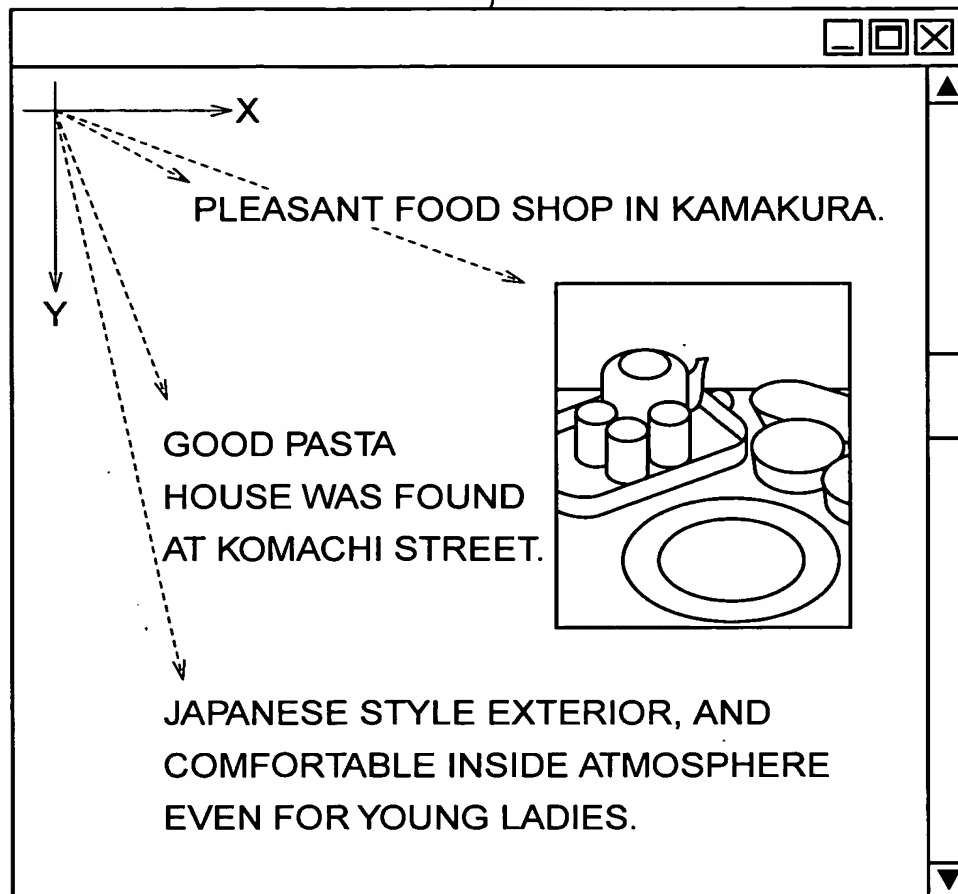 X
PLEASANT FOOD SHOP IN KAMAKURA.
Y
GOOD PASTA
HOUSE WAS FOUND
AT KOMACHI STREET.
JAPANESE STYLE EXTERIOR, AND
COMFORTABLE INSIDE ATMOSPHERE
EVEN FOR YOUNG LADIES.